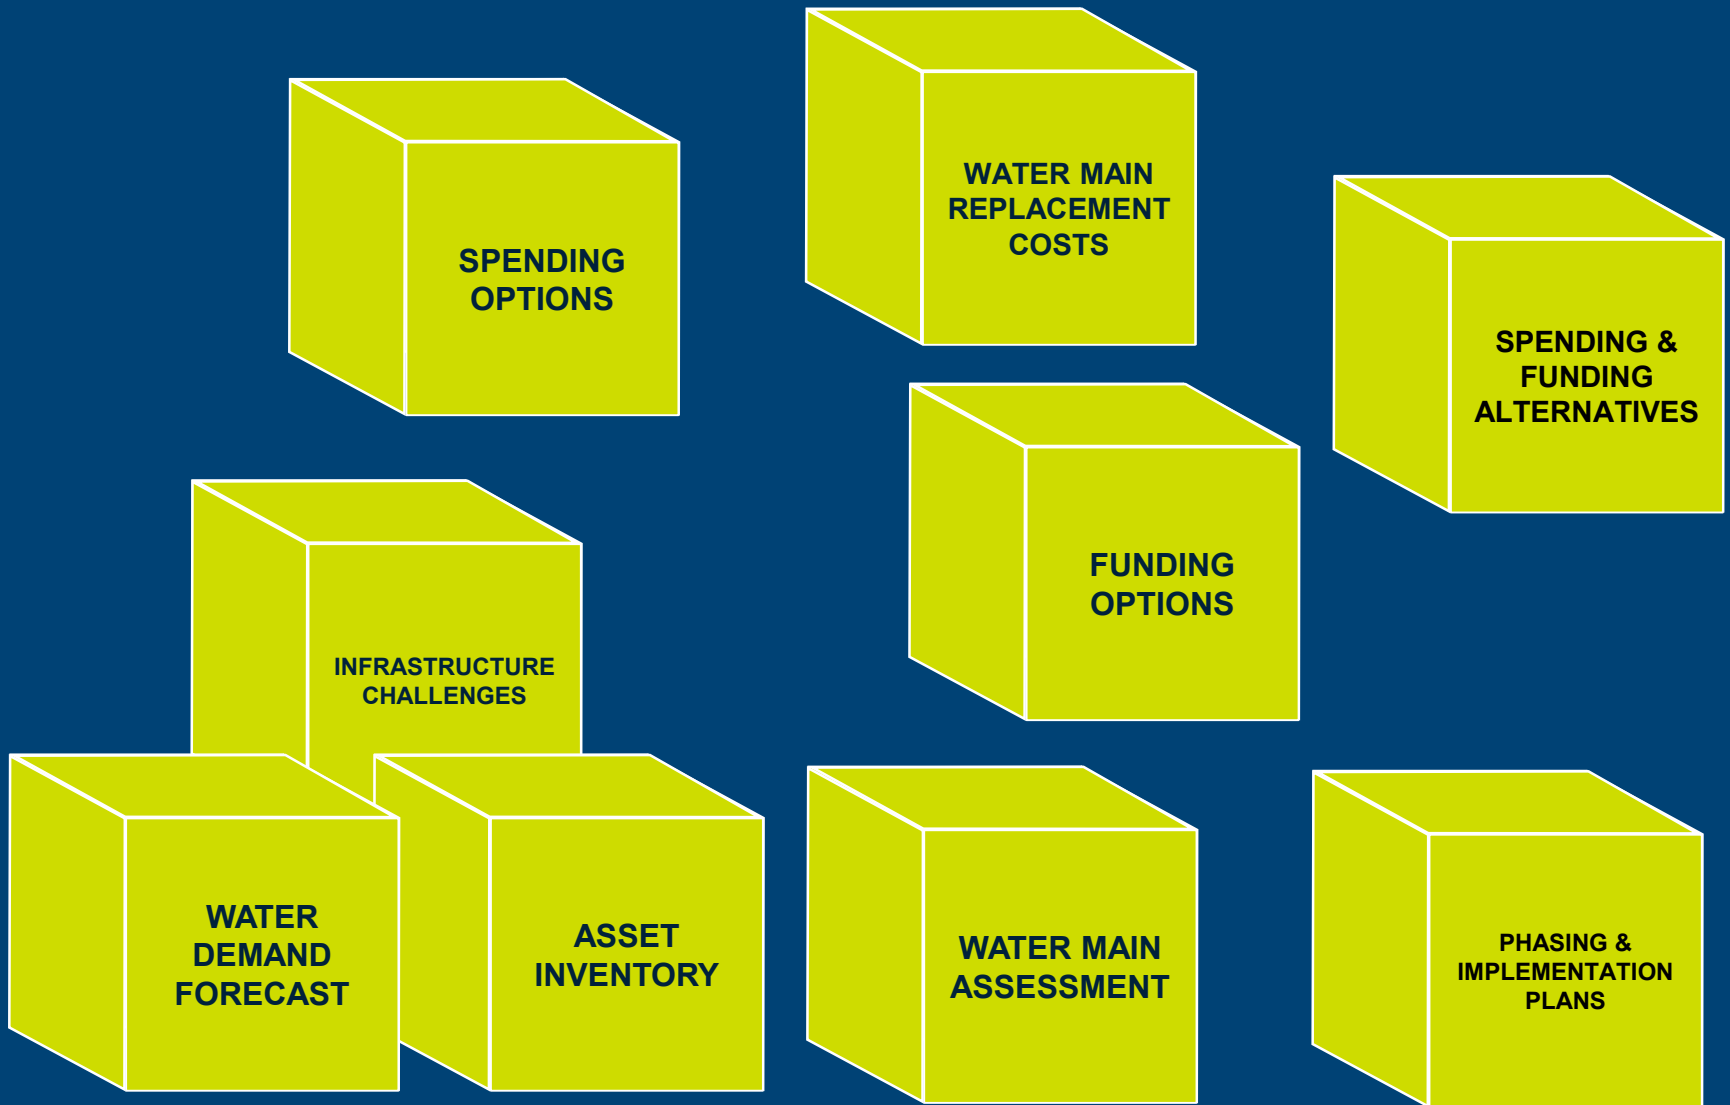 WATER MAIN
REPLACEMENT
COSTS
SPENDING
OPTIONS
SPENDING &
FUNDING
ALTERNATIVES
FUNDING
OPTIONS
INFRASTRUCTURE
CHALLENGES
WATER
DEMAND
FORECAST
ASSET
INVENTORY
WATER MAIN
ASSESSMENT
PHASING &
IMPLEMENTATION
PLANS